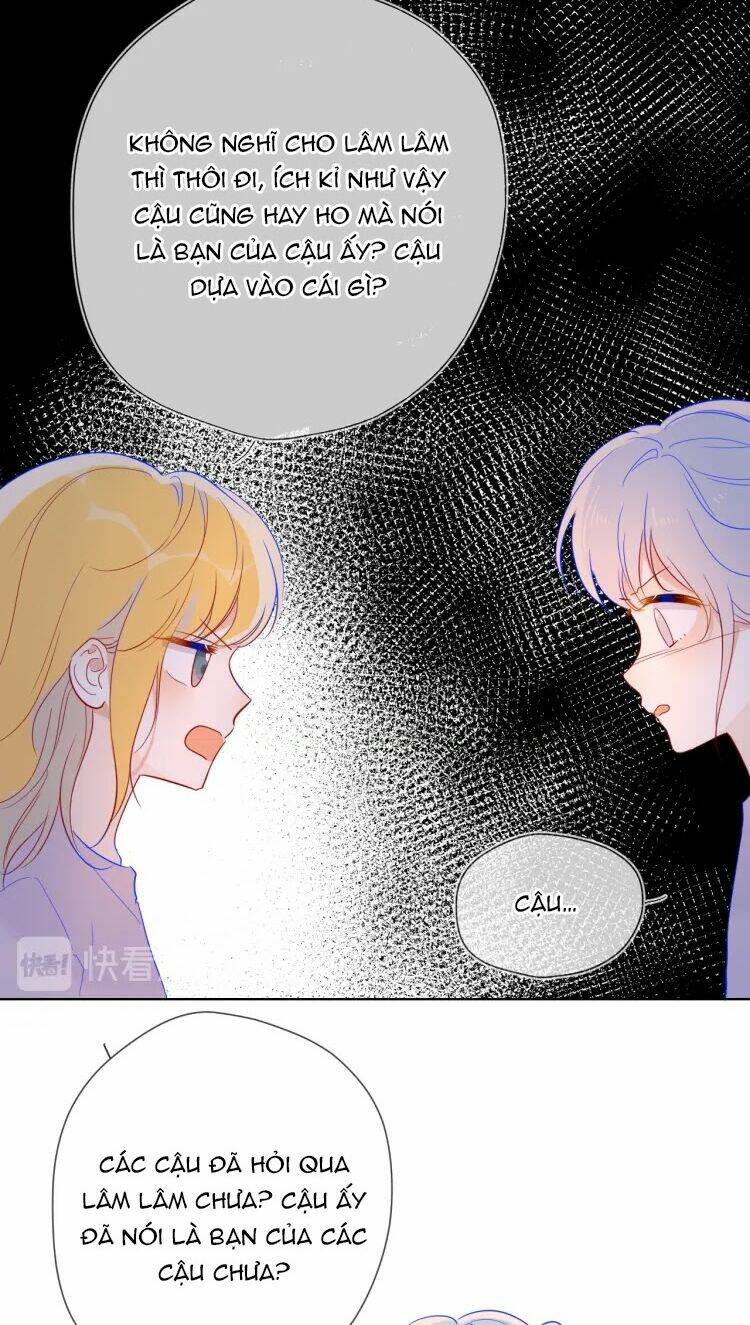 KHÔNG NGHĨ CHO LÂM LÂM
THÌ THÔI ĐI, ÍCH KỈ NHƯ VẬY
CẬU CŨNG HAY HO MÀ NÓI
LÀ BẠN CỦA CẬU ẤY? CẬU
DỰA VÀO CÁI GÌ?
CẬU...
快看! 快看
CÁC CẬU ĐÃ HỎI QUA
LÂM LÂM CHƯA? CẬU ẤY
ĐÃ NÓI LÀ BẠN CỦA CÁC
CẬU CHƯA?